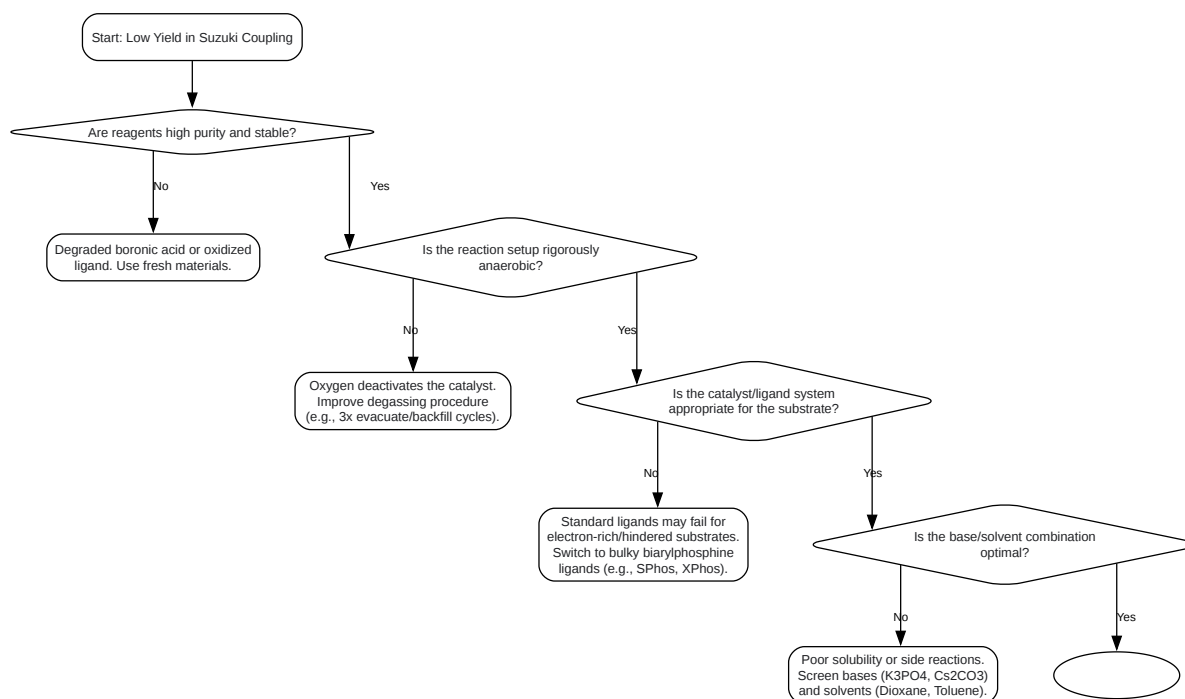 Start: Low Yield in Suzuki Coupling
Are reagents high purity and stable?
No
Yes
Degraded boronic acid or oxidized
ligand. Use fresh materials.
Is the reaction setup rigorously
anaerobic?
No
Yes
Oxygen deactivates the catalyst.
Improve degassing procedure
(e.g., 3x evacuate/backfill cycles).
Is the catalyst/ligand system
appropriate for the substrate?
No
Yes
Standard ligands may fail for
electron-rich/hindered substrates.
Switch to bulky biarylphosphine
ligands (e.g., SPhos, XPhos).
Is the base/solvent combination
optimal?
No
Yes
Poor solubility or side reactions.
Screen bases (K3PO4, Cs2CO3)
and solvents (Dioxane, Toluene).